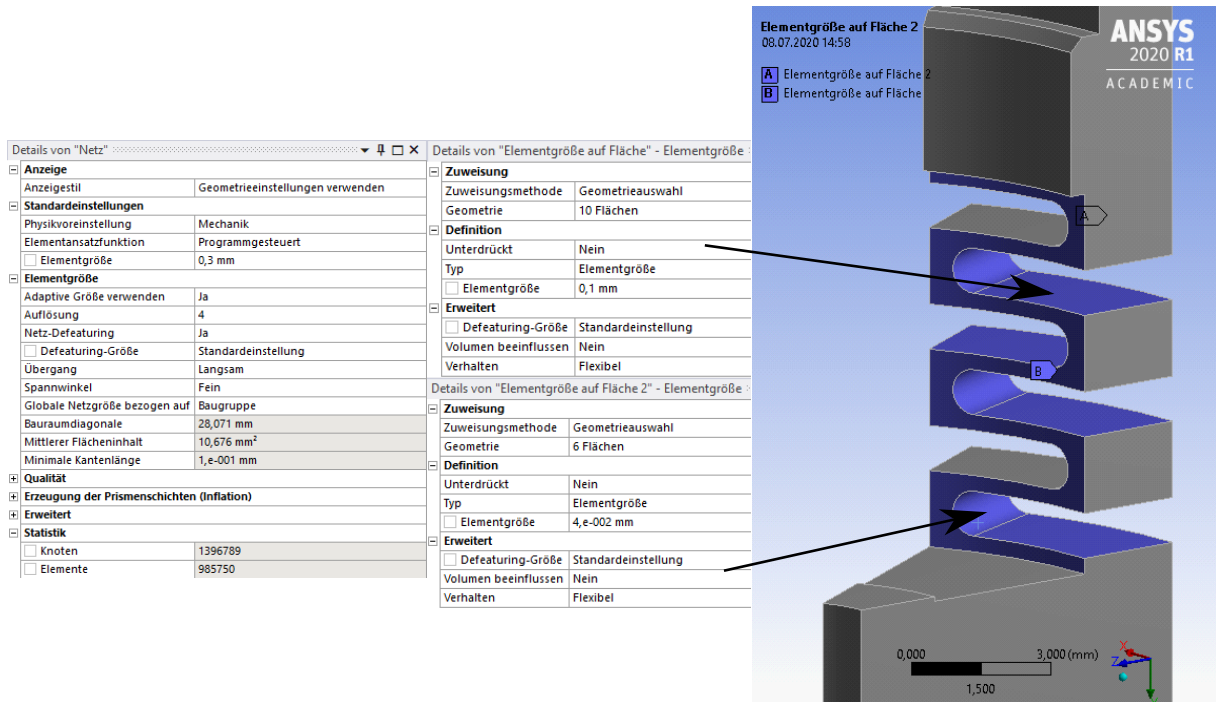 Details von "Netz"
Anzeige
Anzeigestil Geometrieeinstellungen verwenden
Standardeinstellungen
Physikvoreinstellung Mechanik
Elementansatzfunktion Programmgesteuert
Elementgröße 0,3 mm
Elementgröße
Adaptive Größe verwenden Ja
Auflösung 4
Netz-Defeaturing Ja
Defeaturing-Größe Standardeinstellung
Übergang Langsam
Spannwinkel Fein
Globale Netzgröße bezogen auf Baugruppe
Bauraumdiagonale 28,071 mm
Mittlerer Flächeninhalt 10,676 mm²
Minimale Kantenlänge 1,e-001 mm
Qualität
Erzeugung der Prismenschichten (Inflation)
Erweitert
Statistik
Knoten 1396789
Elemente 985750
Details von "Elementgröße auf Fläche" - Elementgröße
Zuweisung
Zuweisungsmethode Geometrieauswahl
Geometrie 10 Flächen
Definition
Unterdrückt Nein
Typ Elementgröße
Elementgröße 0,1 mm
Erweitert
Defeaturing-Größe Standardeinstellung
Volumen beeinflussen Nein
Verhalten Flexibel
Details von "Elementgröße auf Fläche 2" - Elementgröße
Zuweisung
Zuweisungsmethode Geometrieauswahl
Geometrie 6 Flächen
Definition
Unterdrückt Nein
Typ Elementgröße
Elementgröße 4,e-002 mm
Erweitert
Defeaturing-Größe Standardeinstellung
Volumen beeinflussen Nein
Verhalten Flexibel
Elementgröße auf Fläche 2
08.07.2020 14:58
A Elementgröße auf Fläche 2
B Elementgröße auf Fläche
ANSYS
2020 R1
ACADEMIC
A
B
0,000 3,000 (mm)
1,500
X
Z